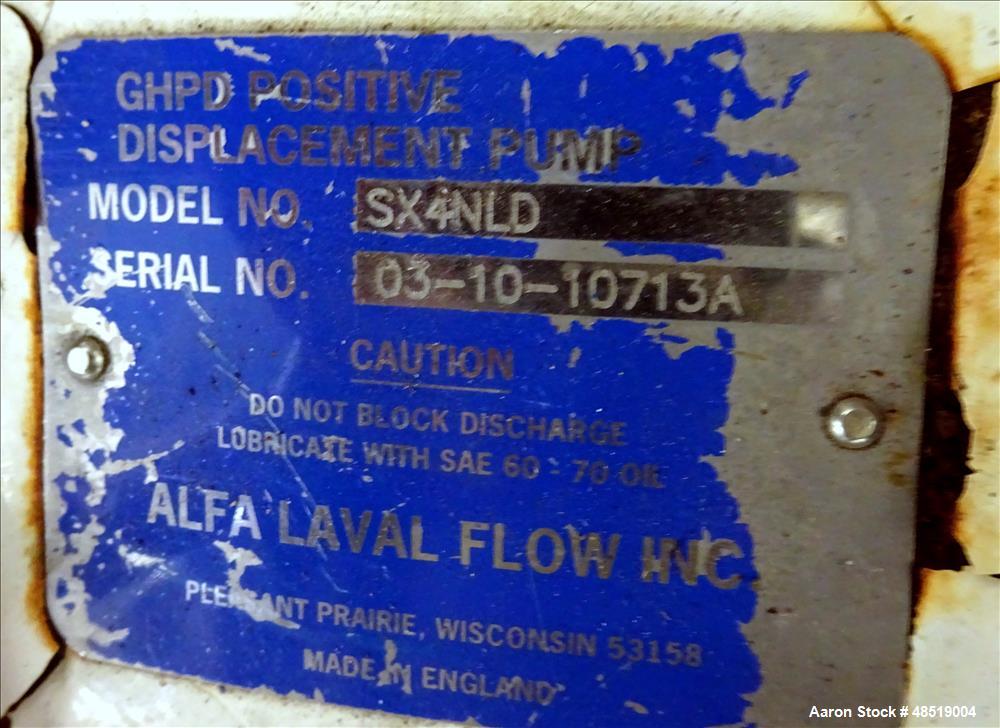 GHPD POSITIVE
DISPLACEMENT PUMP
MODEL NO. SX4NLD
SERIAL NO. 03-10-10713A
CAUTION
DO NOT BLOCK DISCHARGE
LUBRICATE WITH SAE 60 - 70 OIL
ALFA LAVAL FLOW INC
PLEASANT PRAIRIE, WISCONSIN 53158
MADE IN ENGLAND
Aaron Stock # 48519004